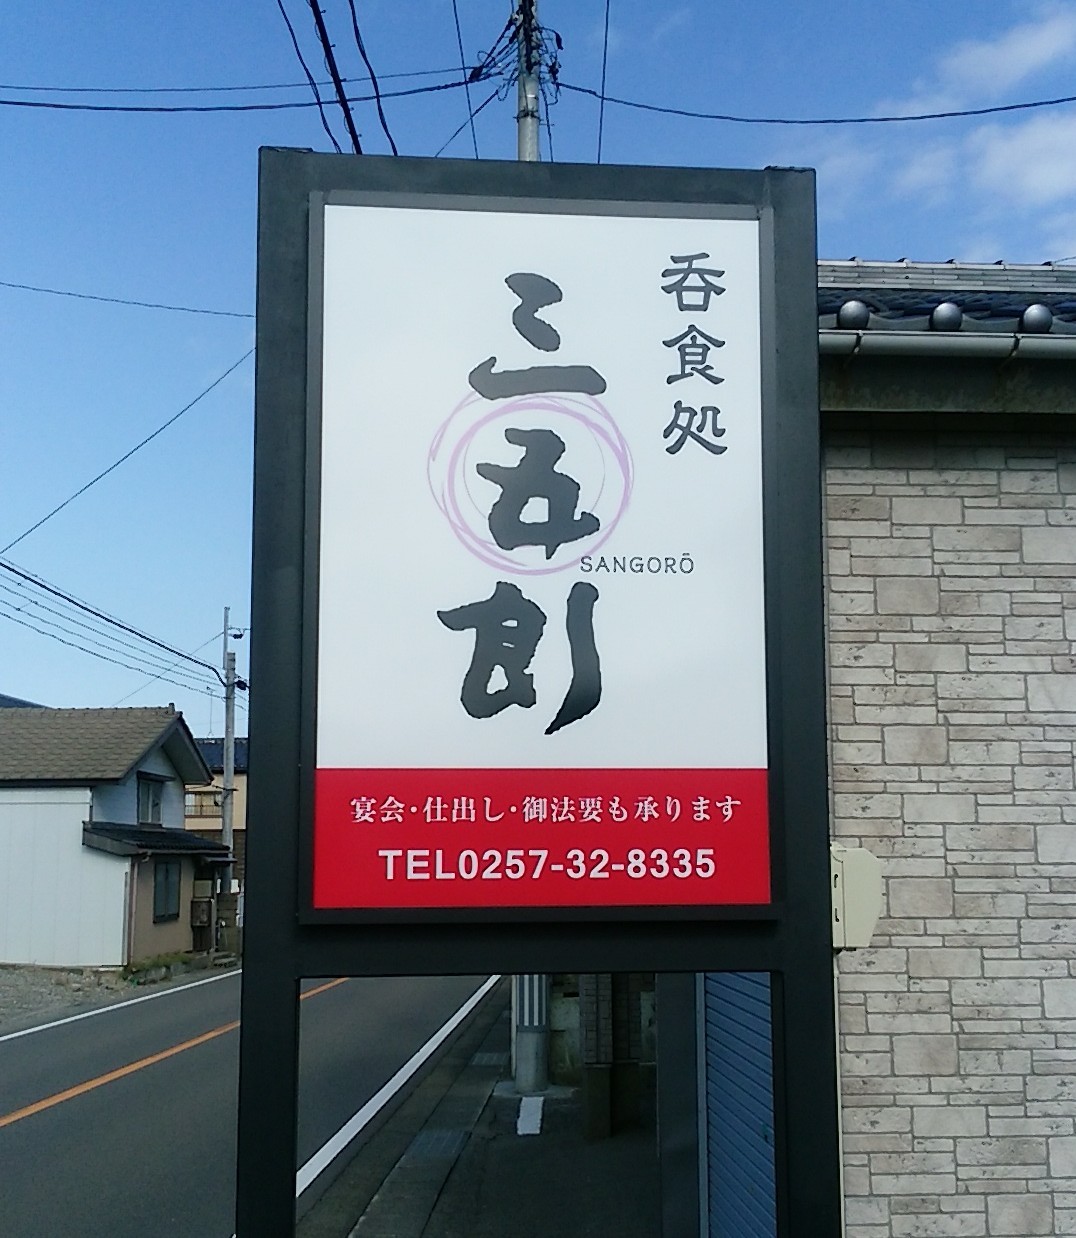 呑食処
三五郎
SANGORŌ
宴会・仕出し・御法要も承ります
TEL0257-32-8335